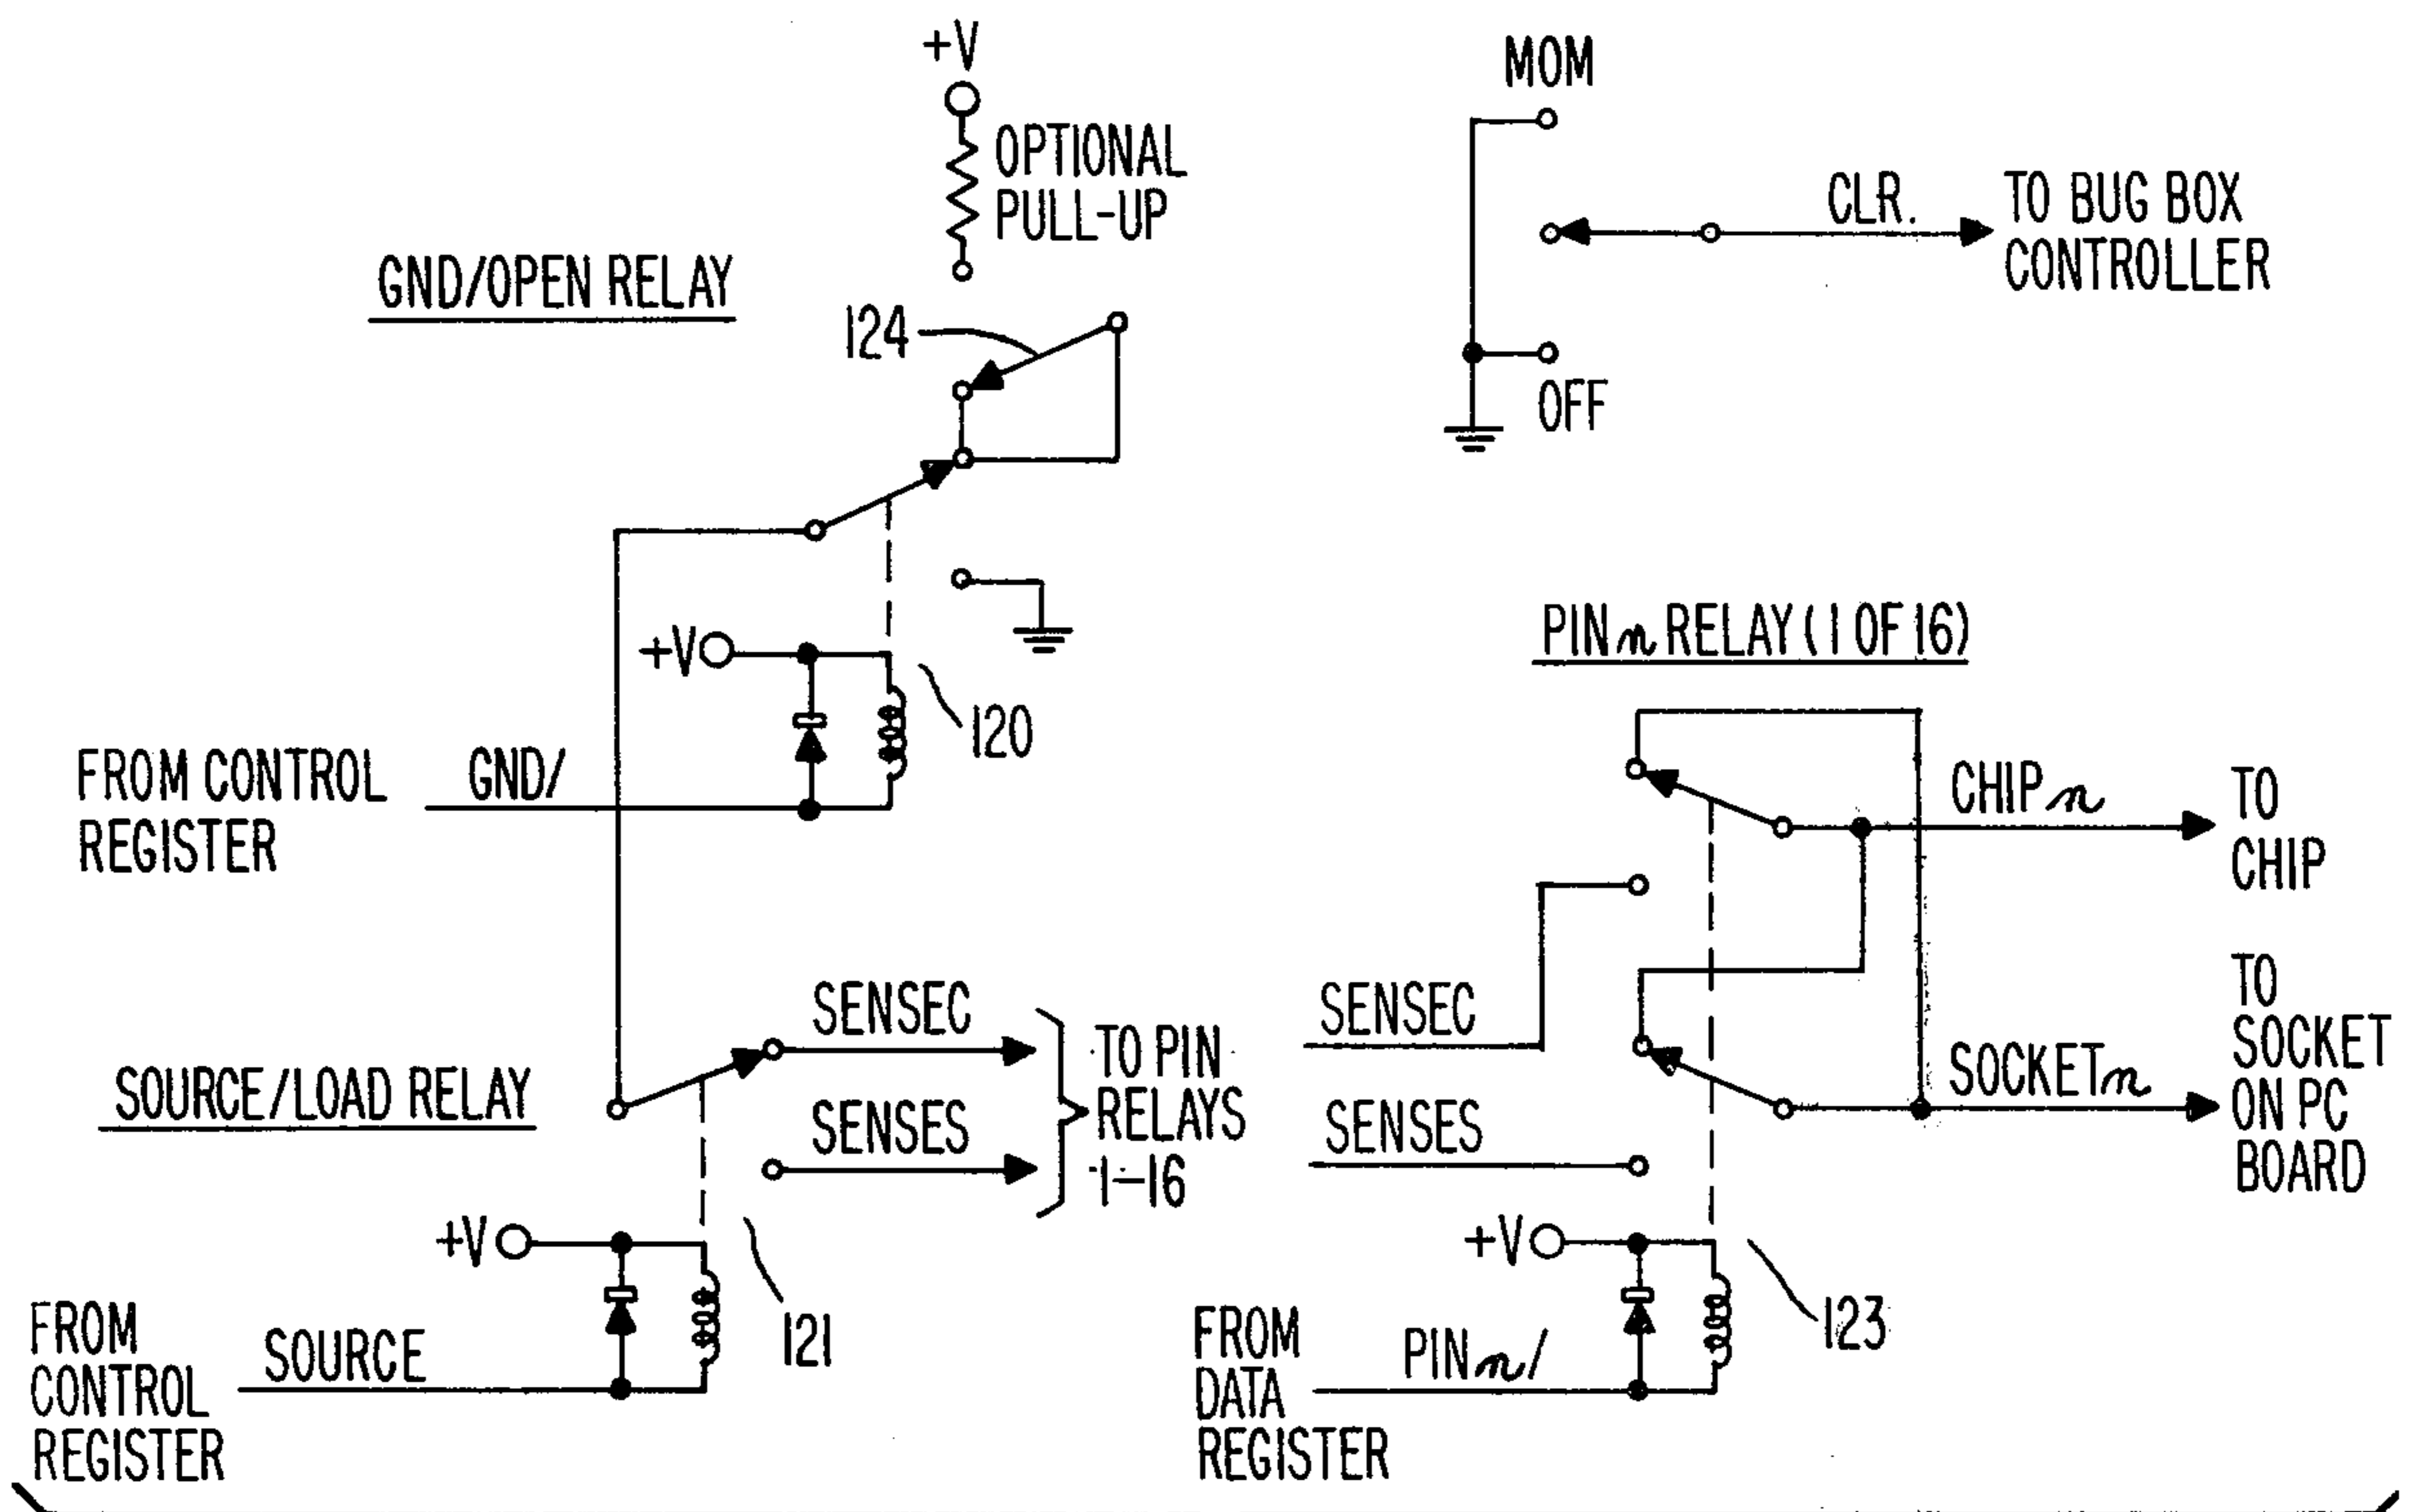 +V
OPTIONAL
PULL-UP
GND/OPEN RELAY
124
MOM
CLR.
TO BUG BOX
CONTROLLER
OFF
+V
120
FROM CONTROL
REGISTER
GND/
SOURCE/LOAD RELAY
SENSEC
SENSES
TO PIN
RELAYS
1-16
+V
121
FROM
CONTROL
REGISTER
SOURCE
PIN n RELAY (1 OF 16)
CHIP n
TO
CHIP
SENSEC
SENSES
SOCKET n
TO
SOCKET
ON PC
BOARD
+V
123
FROM
DATA
REGISTER
PIN n/